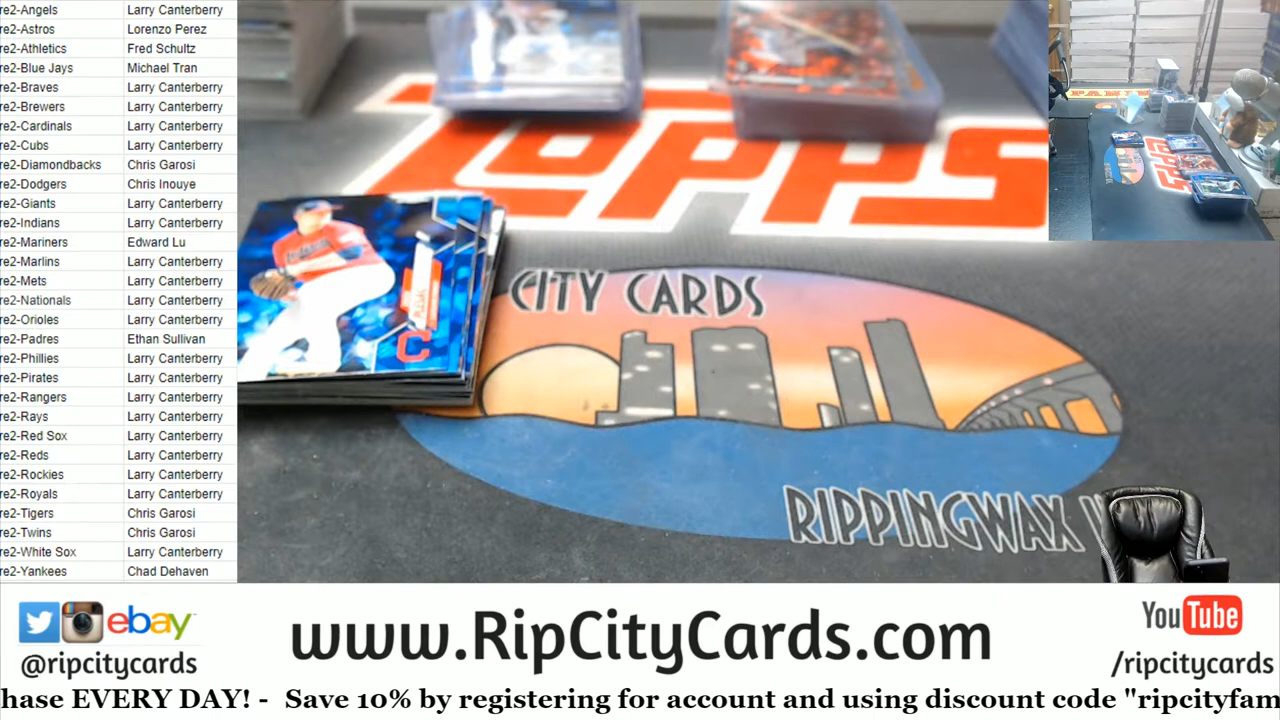 re2-Angels Larry Canterberry
re2-Astros Lorenzo Perez
re2-Athletics Fred Schultz
re2-Blue Jays Michael Tran
re2-Braves Larry Canterberry
re2-Brewers Larry Canterberry
re2-Cardinals Larry Canterberry
re2-Cubs Larry Canterberry
re2-Diamondbacks Chris Garosi
re2-Dodgers Chris Inouye
re2-Giants Larry Canterberry
re2-Indians Larry Canterberry
re2-Mariners Edward Lu
re2-Marlins Larry Canterberry
re2-Mets Larry Canterberry
re2-Nationals Larry Canterberry
re2-Orioles Larry Canterberry
re2-Padres Ethan Sullivan
re2-Phillies Larry Canterberry
re2-Pirates Larry Canterberry
re2-Rangers Larry Canterberry
re2-Rays Larry Canterberry
re2-Red Sox Larry Canterberry
re2-Reds Larry Canterberry
re2-Rockies Larry Canterberry
re2-Royals Larry Canterberry
re2-Tigers Chris Garosi
re2-Twins Chris Garosi
re2-White Sox Larry Canterberry
re2-Yankees Chad Dehaven
TOPPS
PANINI
C
CITY CARDS
RIPPINGWAX
ebay
@ripcitycards
www.RipCityCards.com
YouTube
/ripcitycards
hase EVERY DAY! - Save 10% by registering for account and using discount code "ripcityfam